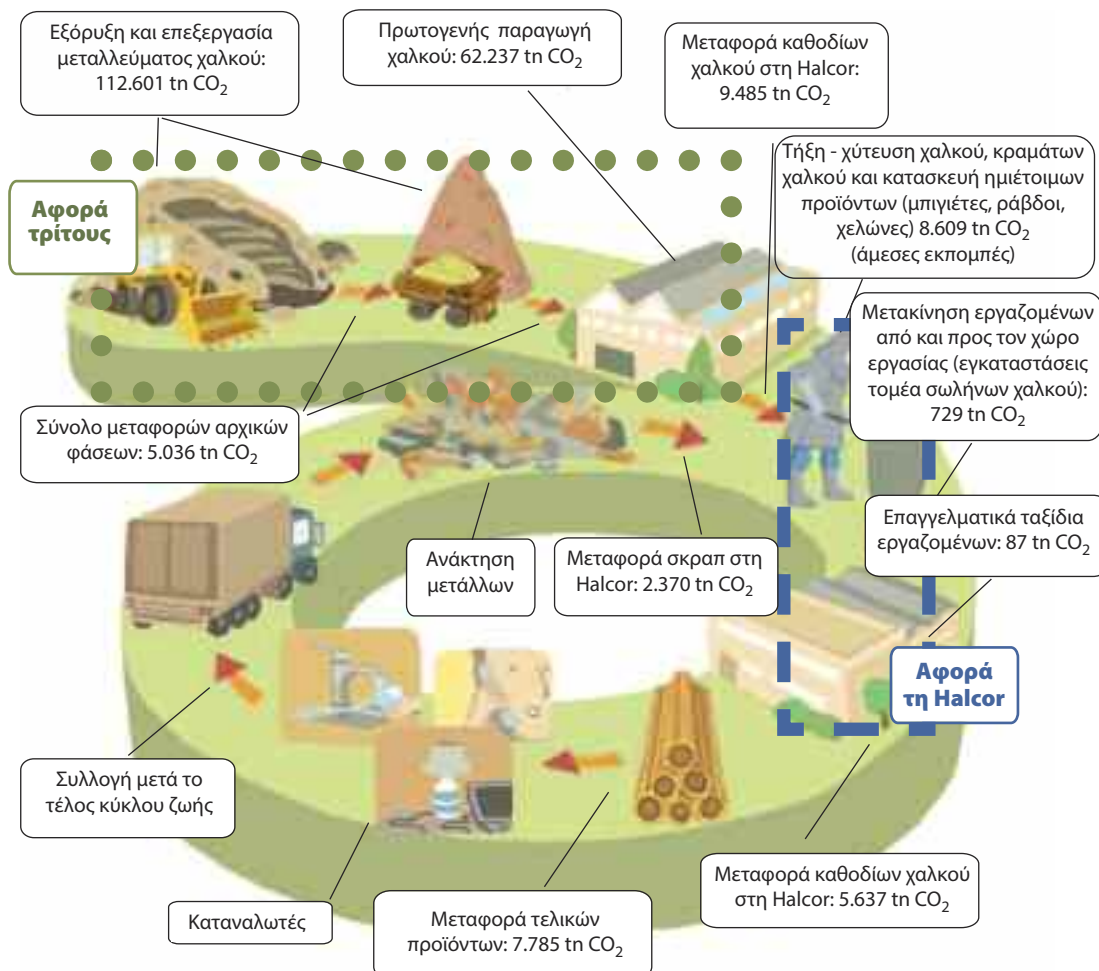 Εξόρυξη και επεξεργασία
μεταλλεύματος χαλκού:
112.601 tn CO₂
Πρωτογενής παραγωγή
χαλκού: 62.237 tn CO₂
Μεταφορά καθοδίων
χαλκού στη Halcor:
9.485 tn CO₂
Τήξη - χύτευση χαλκού, κραμάτων
χαλκού και κατασκευή ημιέτοιμων
προϊόντων (μπιγιέτες, ράβδοι,
χελώνες) 8.609 tn CO₂
(άμεσες εκπομπές)
Αφορά
τρίτους
Μετακίνηση εργαζομένων
από και προς τον χώρο
εργασίας (εγκαταστάσεις
τομέα σωλήνων χαλκού):
729 tn CO₂
Σύνολο μεταφορών αρχικών
φάσεων: 5.036 tn CO₂
Επαγγελματικά ταξίδια
εργαζομένων: 87 tn CO₂
Ανάκτηση
μετάλλων
Μεταφορά σκραπ στη
Halcor: 2.370 tn CO₂
Αφορά
τη Halcor
Συλλογή μετά το
τέλος κύκλου ζωής
Μεταφορά καθοδίων χαλκού
στη Halcor: 5.637 tn CO₂
Καταναλωτές
Μεταφορά τελικών
προϊόντων: 7.785 tn CO₂